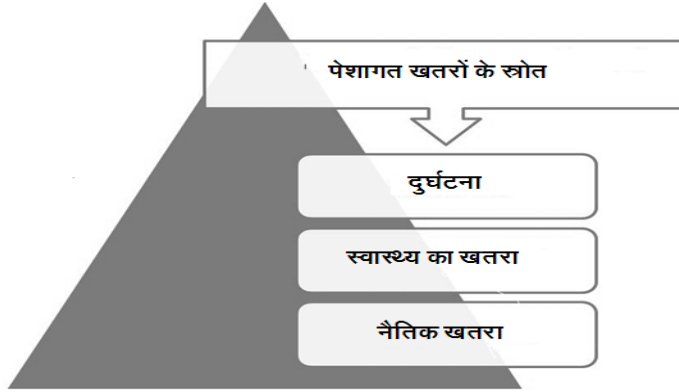 पेशागत खतरों के स्त्रोत
दुर्घटना
स्वास्थ्य का खतरा
नैतिक खतरा